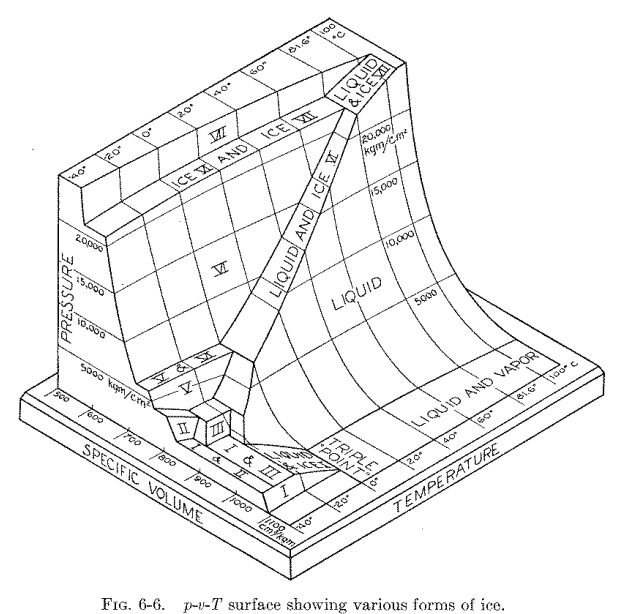 -40°
-20°
0°
20°
40°
60°
81.6°
100
°C
LIQUID
& ICE VII
VII
ICE VI AND ICE VII
20,000
kgm/cm²
15,000
10,000
5000
LIQUID AND ICE VI
VI
LIQUID
20,000
15,000
10,000
5000 kgm/cm²
PRESSURE
V & VI
V
II
III
I & III
& II
I
LIQUID
& ICE I
"TRIPLE
POINT"
LIQUID AND VAPOR
500
600
700
800
900
1000
1100
cm³/kgm
SPECIFIC VOLUME
-40°
-20°
0°
20°
40°
60°
81.6°
100° C
TEMPERATURE
FIG. 6-6. p-v-T surface showing various forms of ice.